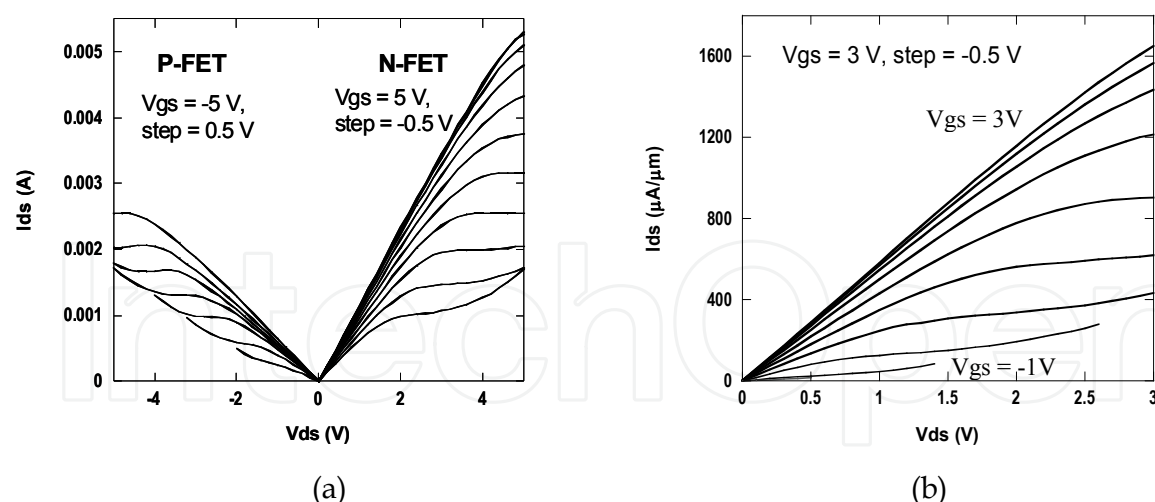 P-FET
Vgs = -5 V,
step = 0.5 V
N-FET
Vgs = 5 V,
step = -0.5 V
0.005
0.004
0.003
0.002
0.001
0
Ids (A)
-4
-2
0
2
4
Vds (V)
(a)
Vgs = 3 V, step = -0.5 V
Vgs = 3V
Vgs = -1V
1600
1200
800
400
0
Ids (µA/µm)
0
0.5
1
1.5
2
2.5
3
Vds (V)
(b)
IntechOpen